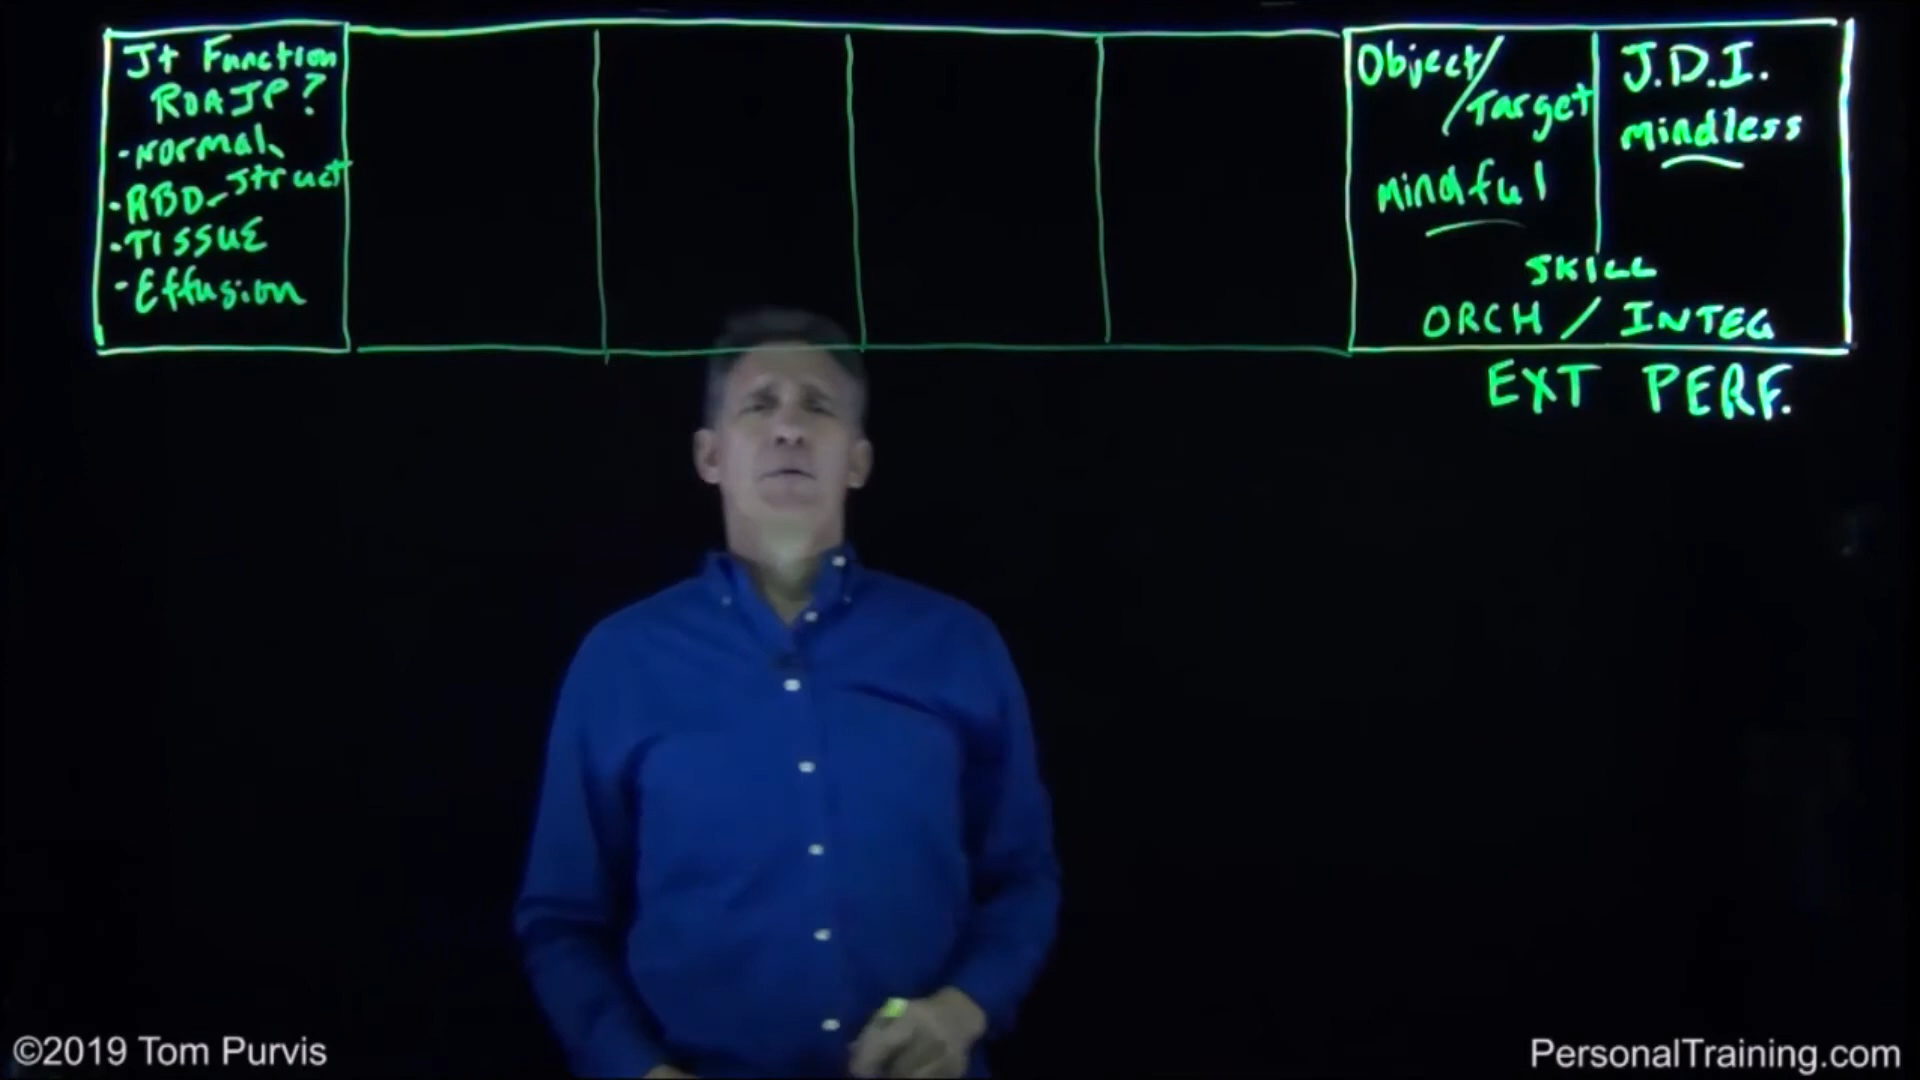 Jt Function
ROAJP?
-Normal
-ABD-Struct
-TISSUE
-Effusion
Object/
Target
Mindful
J.D.I.
Mindless
SKILL
ORCH / INTEG
EXT PERF.
©2019 Tom Purvis
PersonalTraining.com